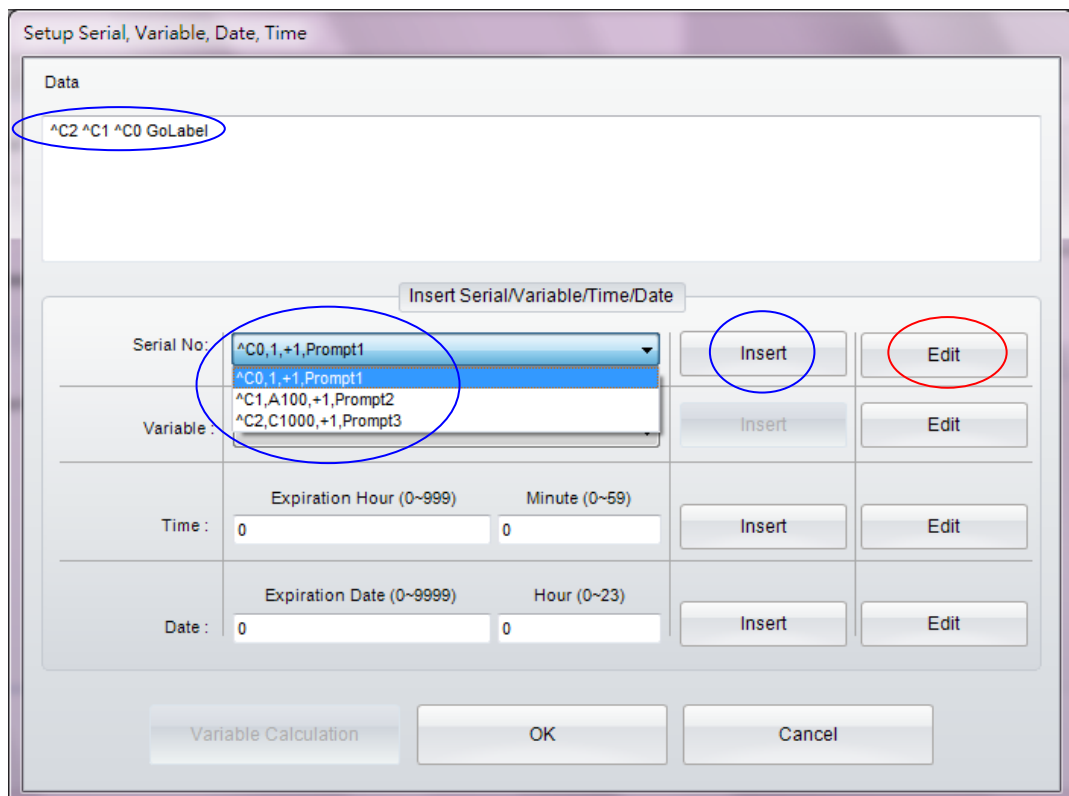 Setup Serial, Variable, Date, Time
Data
^C2 ^C1 ^C0 GoLabel
Insert Serial/Variable/Time/Date
Serial No: ^C0,1,+1,Prompt1 Insert Edit
^C0,1,+1,Prompt1
^C1,A100,+1,Prompt2
^C2,C1000,+1,Prompt3
Variable : Insert Edit
Expiration Hour (0~999) Minute (0~59)
Time : 0 0 Insert Edit
Expiration Date (0~9999) Hour (0~23)
Date : 0 0 Insert Edit
Variable Calculation OK Cancel